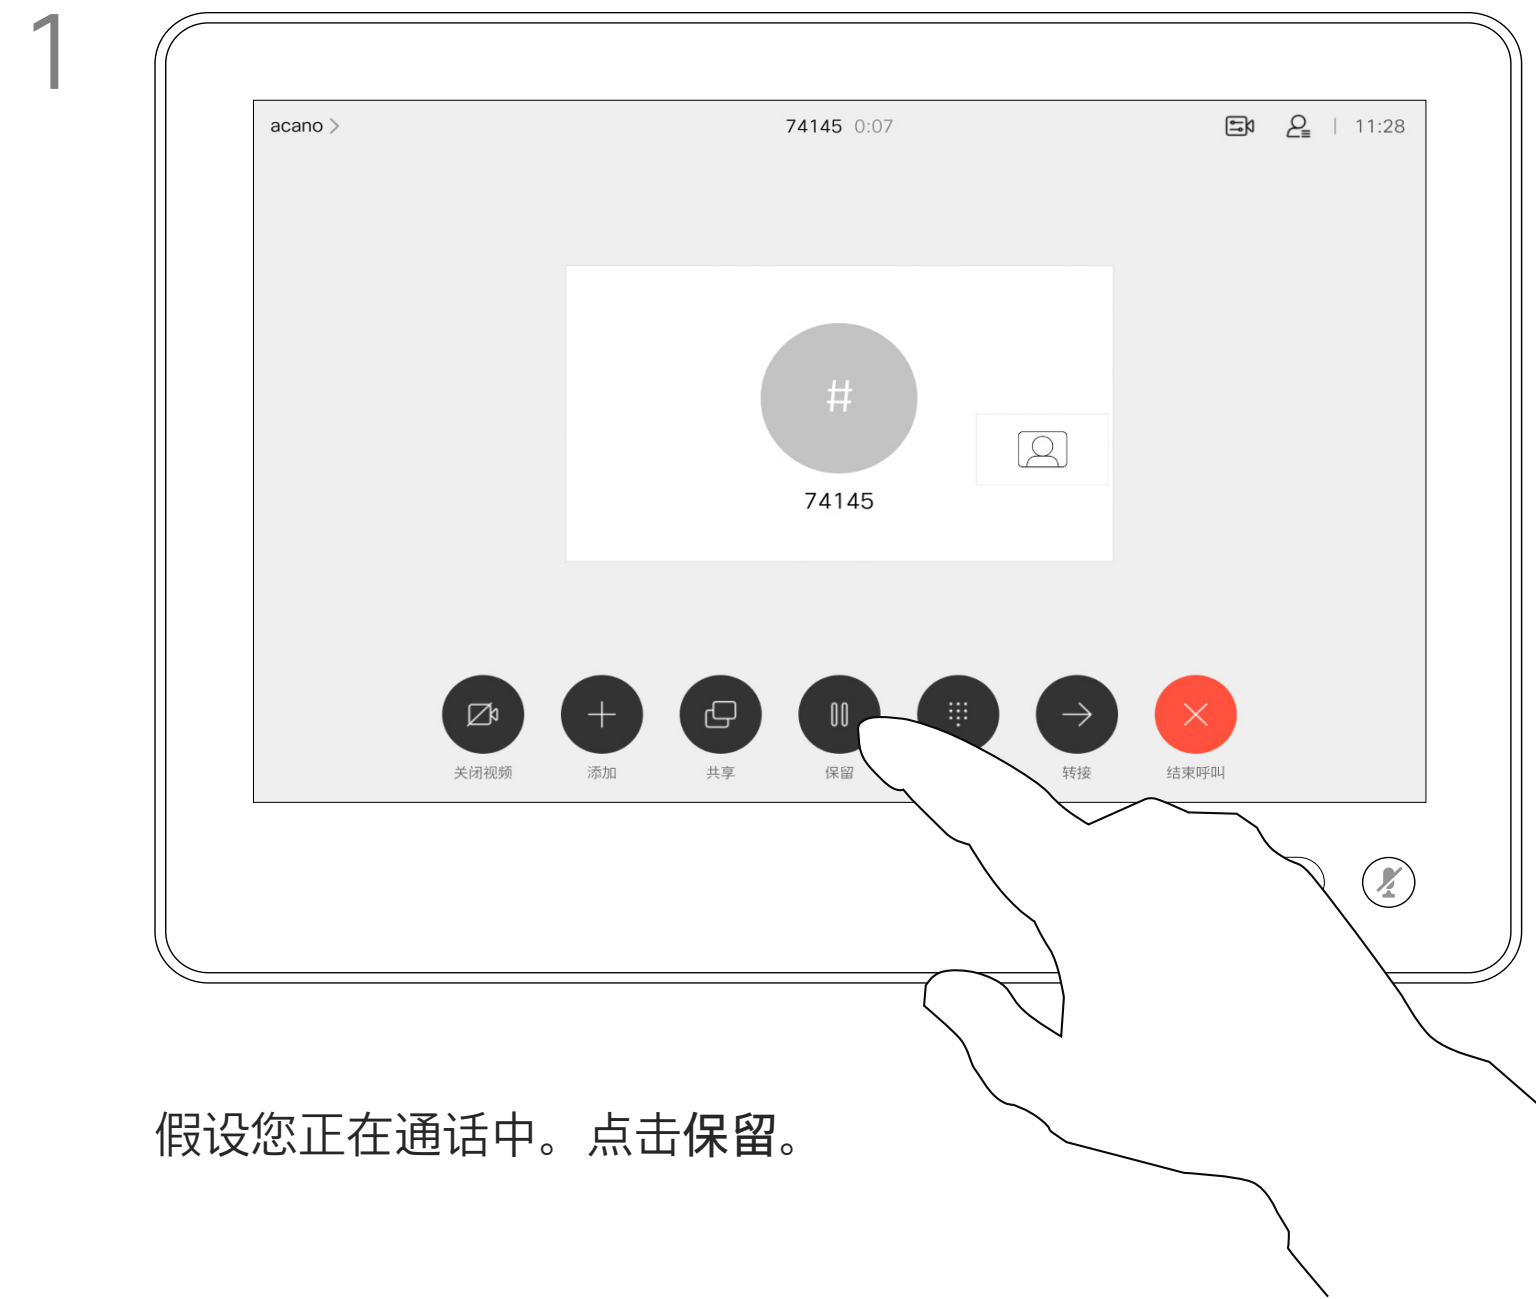 1
acano
74145 0:07
11:28
#
74145
关闭视频 添加 共享 保留 转接 结束呼叫
假设您正在通话中。点击保留。